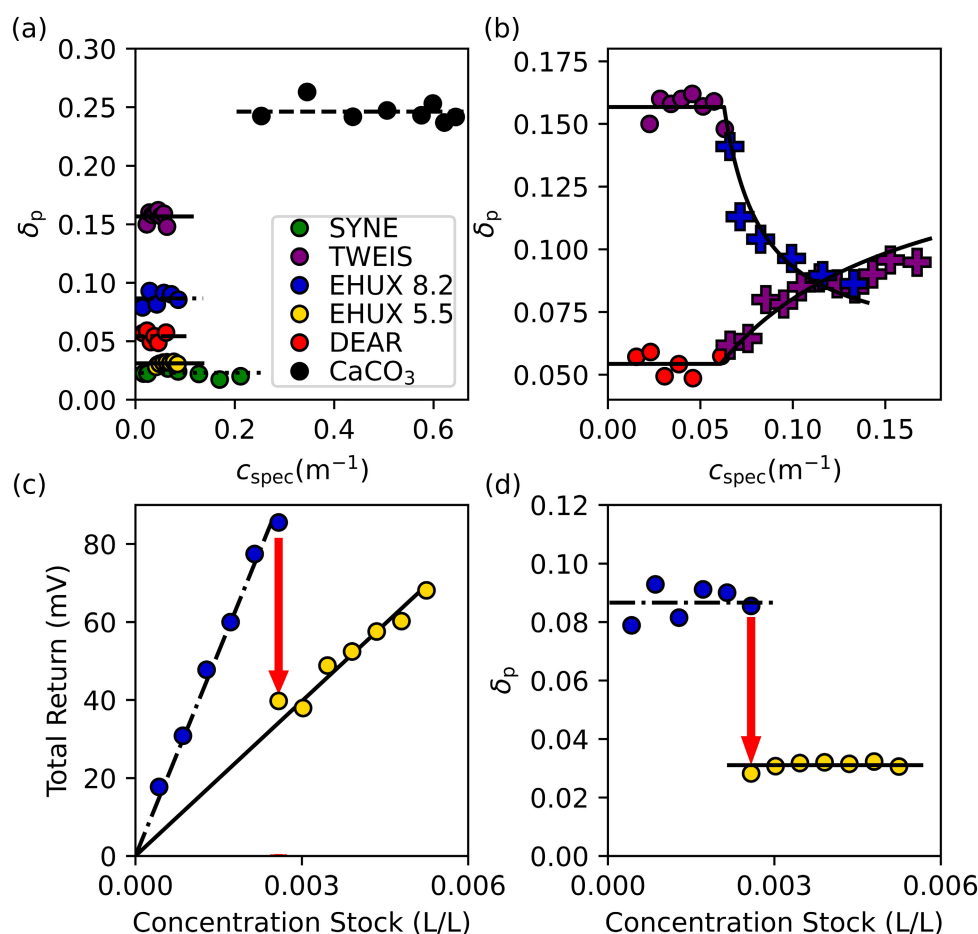 (a)
0.30
0.25
0.20
0.15
0.10
0.05
0.00
δp
0.0 0.2 0.4 0.6
cspec(m⁻¹)
SYNE
TWEIS
EHUX 8.2
EHUX 5.5
DEAR
CaCO₃
(b)
0.175
0.150
0.125
0.100
0.075
0.050
δp
0.00 0.05 0.10 0.15
cspec(m⁻¹)
(c)
80
60
40
20
0
Total Return (mV)
0.000 0.003 0.006
Concentration Stock (L/L)
(d)
0.12
0.10
0.08
0.06
0.04
0.02
0.00
δp
0.000 0.003 0.006
Concentration Stock (L/L)